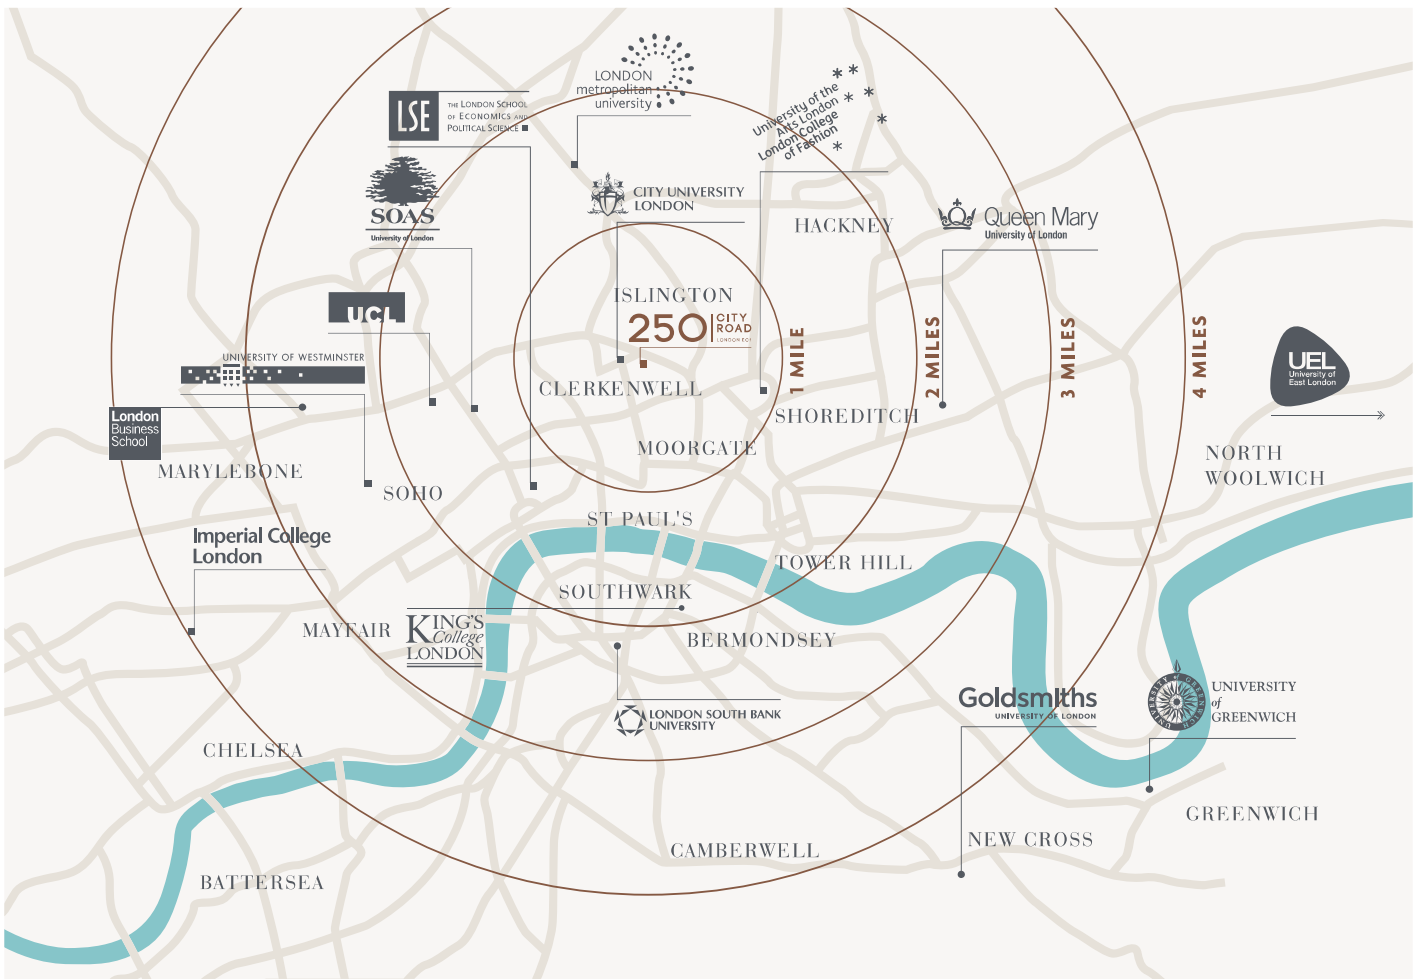 LONDON
metropolitan
university
LSE
THE LONDON SCHOOL
OF ECONOMICS AND
POLITICAL SCIENCE
University of the
Arts London
London College
of Fashion
SOAS
University of London
CITY UNIVERSITY
LONDON
HACKNEY
Queen Mary
University of London
ISLINGTON
250 CITY
ROAD
LONDON EC1
UCL
1 MILE
2 MILES
3 MILES
4 MILES
UNIVERSITY OF WESTMINSTER
UEL
University of
East London
CLERKENWELL
London
Business
School
SHOREDITCH
MOORGATE
MARYLEBONE
SOHO
NORTH
WOOLWICH
ST PAUL'S
Imperial College
London
TOWER HILL
SOUTHWARK
MAYFAIR
KING'S
College
LONDON
BERMONDSEY
Goldsmiths
UNIVERSITY OF LONDON
UNIVERSITY of GREENWICH
UNIVERSITY
of
GREENWICH
LONDON SOUTH BANK
UNIVERSITY
CHELSEA
GREENWICH
CAMBERWELL
NEW CROSS
BATTERSEA